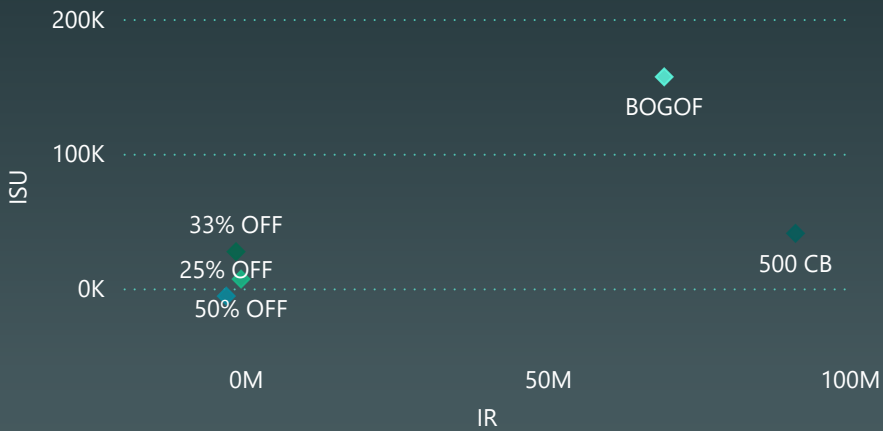 200K
BOGOF
100K
ISU
33% OFF
500 CB
25% OFF
0K
50% OFF
0M 50M 100M
IR